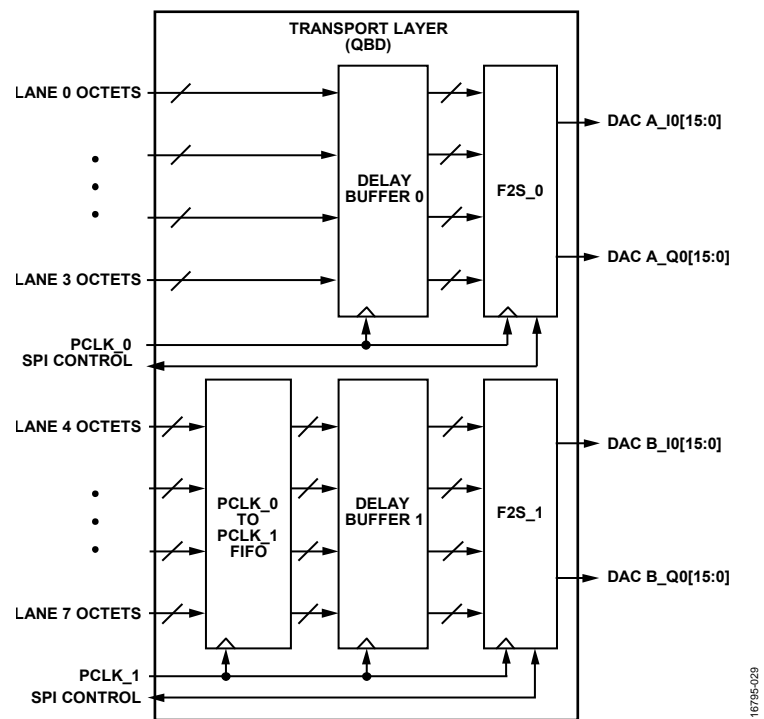 TRANSPORT LAYER
(QBD)
LANE 0 OCTETS
LANE 3 OCTETS
DELAY
BUFFER 0
F2S_0
DAC A_I0[15:0]
DAC A_Q0[15:0]
PCLK_0
SPI CONTROL
LANE 4 OCTETS
LANE 7 OCTETS
PCLK_0
TO
PCLK_1
FIFO
DELAY
BUFFER 1
F2S_1
DAC B_I0[15:0]
DAC B_Q0[15:0]
PCLK_1
SPI CONTROL
16795-029